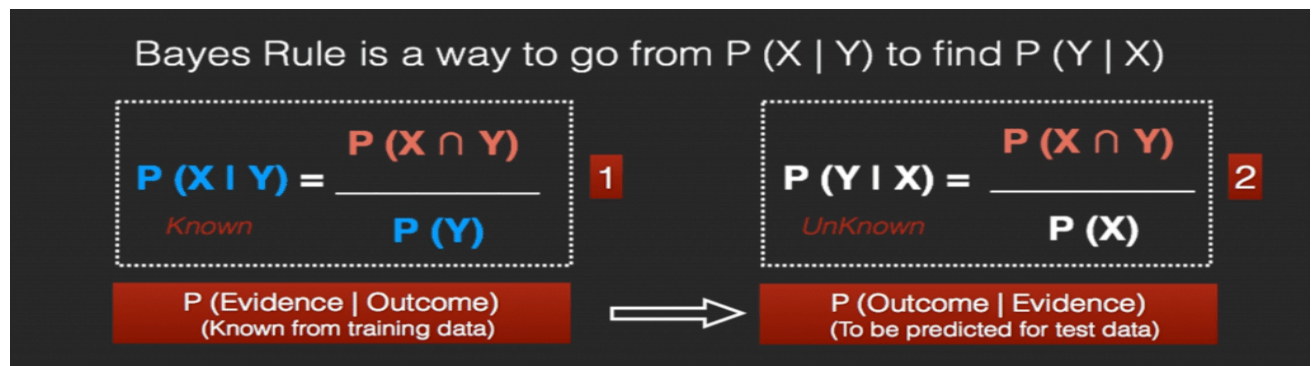 Bayes Rule is a way to go from P (X | Y) to find P (Y | X)
P (X | Y) = P (X ∩ Y)
Known
P (Y)
1
P (Y | X) = P (X ∩ Y)
UnKnown
P (X)
2
P (Evidence | Outcome)
(Known from training data)
P (Outcome | Evidence)
(To be predicted for test data)